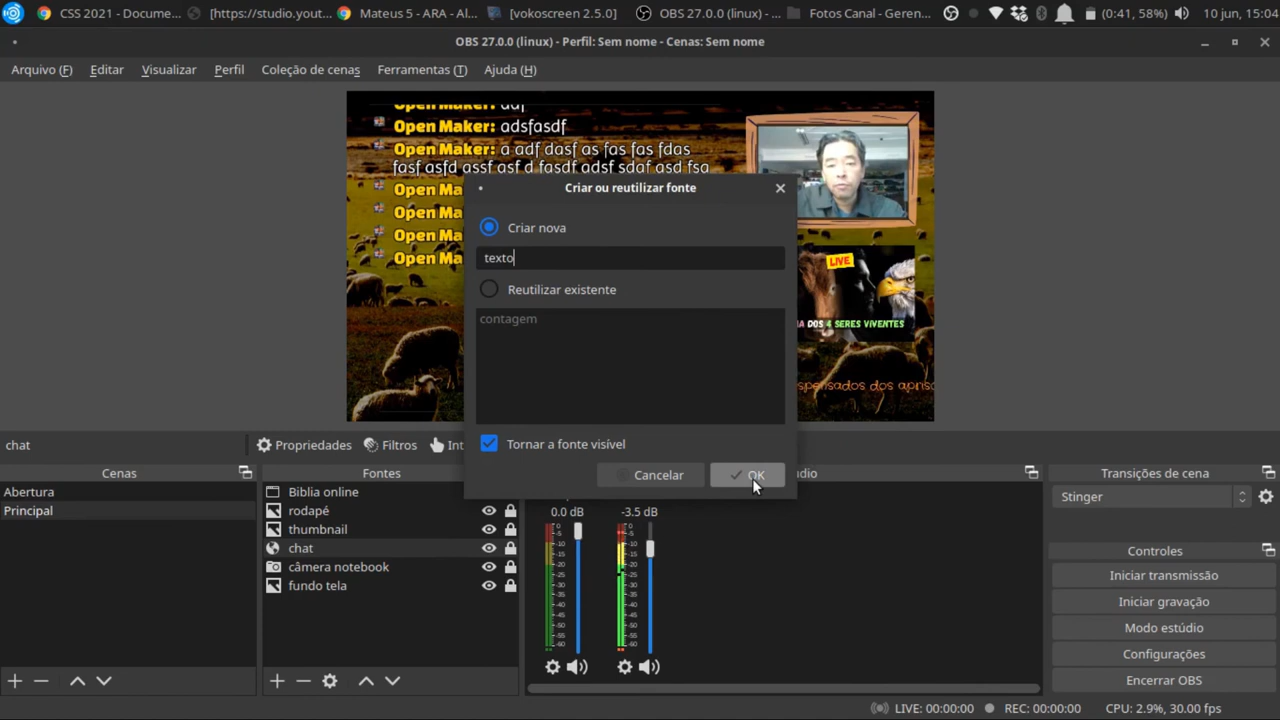 CSS 2021 - Docume...
[https://studio.yout...
Mateus 5 - ARA - Al...
[vokoscreen 2.5.0]
OBS 27.0.0 (linux) - ...
Fotos Canal - Geren...
(0:41, 58%)
10 jun, 15:04
OBS 27.0.0 (linux) - Perfil: Sem nome - Cenas: Sem nome
Arquivo (F)
Editar
Visualizar
Perfil
Coleção de cenas
Ferramentas (T)
Ajuda (H)
Open Maker: adf
Open Maker: adsfasdf
Open Maker: a adf dasf as fas fas fdas
fasf asfd assf asf d fasdf adsf sdaf asd fsa
Open Ma
Open Ma
Open Ma
Open Ma
LIVE
DOS 4 SERES VIVENTES
Criar ou reutilizar fonte
Criar nova
texto
Reutilizar existente
contagem
Tornar a fonte visível
Cancelar
OK
chat
Propriedades
Filtros
Int
Cenas
Fontes
Transições de cena
Abertura
Principal
Biblia online
rodapé
thumbnail
chat
câmera notebook
fundo tela
0.0 dB
-3.5 dB
Stinger
Controles
Iniciar transmissão
Iniciar gravação
Modo estúdio
Configurações
Encerrar OBS
LIVE: 00:00:00
REC: 00:00:00
CPU: 2.9%, 30.00 fps